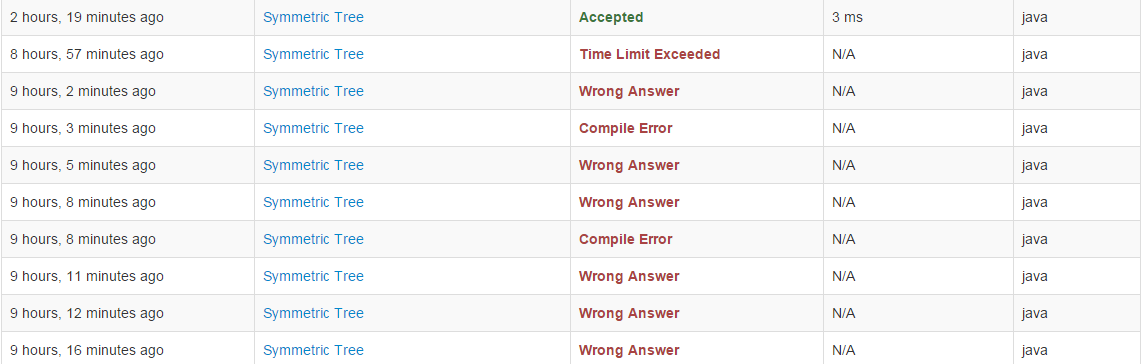 2 hours, 19 minutes ago Symmetric Tree Accepted 3 ms java
8 hours, 57 minutes ago Symmetric Tree Time Limit Exceeded N/A java
9 hours, 2 minutes ago Symmetric Tree Wrong Answer N/A java
9 hours, 3 minutes ago Symmetric Tree Compile Error N/A java
9 hours, 5 minutes ago Symmetric Tree Wrong Answer N/A java
9 hours, 8 minutes ago Symmetric Tree Wrong Answer N/A java
9 hours, 8 minutes ago Symmetric Tree Compile Error N/A java
9 hours, 11 minutes ago Symmetric Tree Wrong Answer N/A java
9 hours, 12 minutes ago Symmetric Tree Wrong Answer N/A java
9 hours, 16 minutes ago Symmetric Tree Wrong Answer N/A java